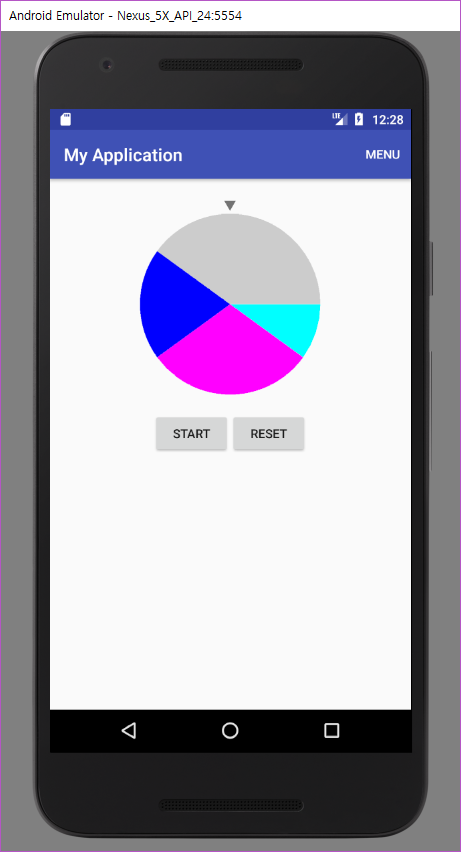 Android Emulator - Nexus_5X_API_24:5554
LTE 12:28
My Application MENU
START RESET